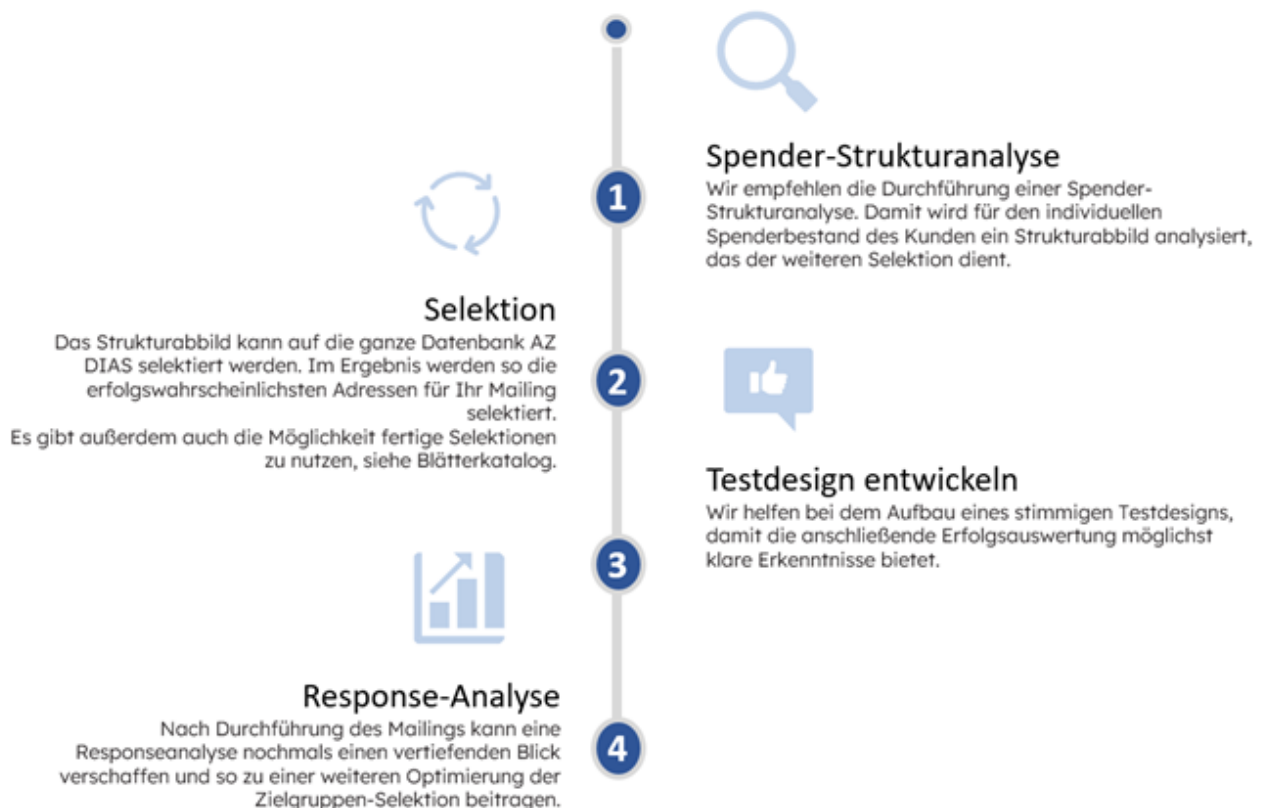 1
Spender-Strukturanalyse
Wir empfehlen die Durchführung einer Spender-
Strukturanalyse. Damit wird für den individuellen
Spenderbestand des Kunden ein Strukturabbild analysiert,
das der weiteren Selektion dient.
2
Selektion
Das Strukturabbild kann auf die ganze Datenbank AZ
DIAS selektiert werden. Im Ergebnis werden so die
erfolgswahrscheinlichsten Adressen für Ihr Mailing
selektiert.
Es gibt außerdem auch die Möglichkeit fertige Selektionen
zu nutzen, siehe Blätterkatalog.
3
Testdesign entwickeln
Wir helfen bei dem Aufbau eines stimmigen Testdesigns,
damit die anschließende Erfolgsauswertung möglichst
klare Erkenntnisse bietet.
4
Response-Analyse
Nach Durchführung des Mailings kann eine
Responseanalyse nochmals einen vertiefenden Blick
verschaffen und so zu einer weiteren Optimierung der
Zielgruppen-Selektion beitragen.